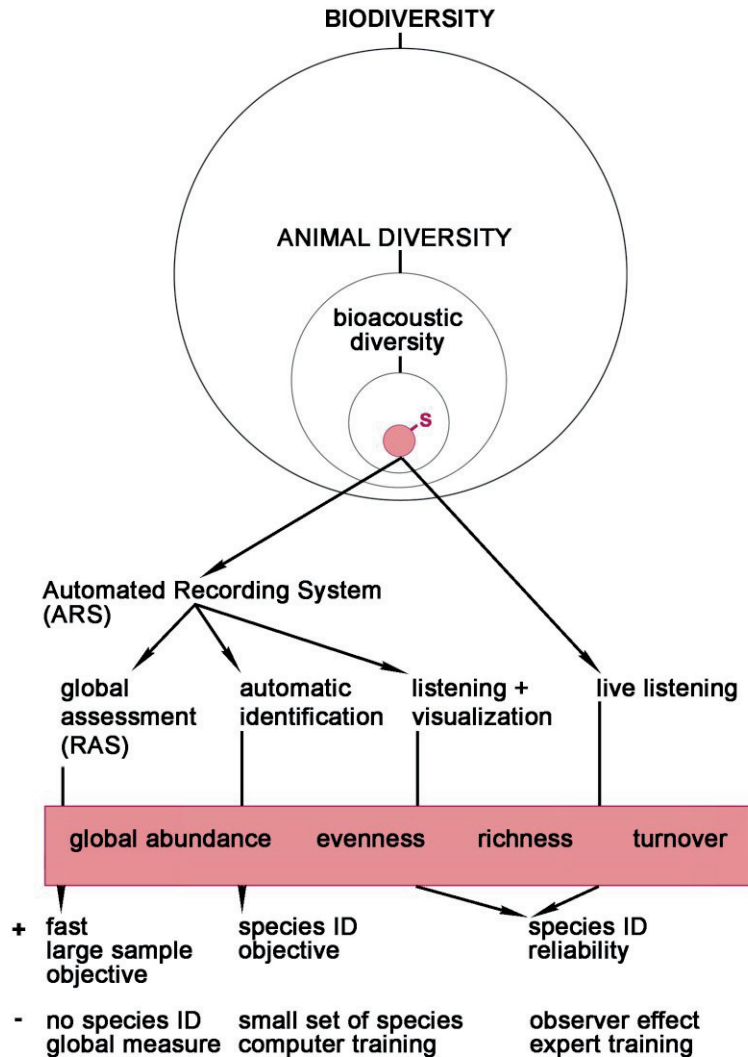 BIODIVERSITY
ANIMAL DIVERSITY
bioacoustic
diversity
s
Automated Recording System
(ARS)
global
assessment
(RAS)
automatic
identification
listening +
visualization
live listening
global abundance evenness richness turnover
+ fast
large sample
objective
species ID
objective
species ID
reliability
- no species ID
global measure
small set of species
computer training
observer effect
expert training